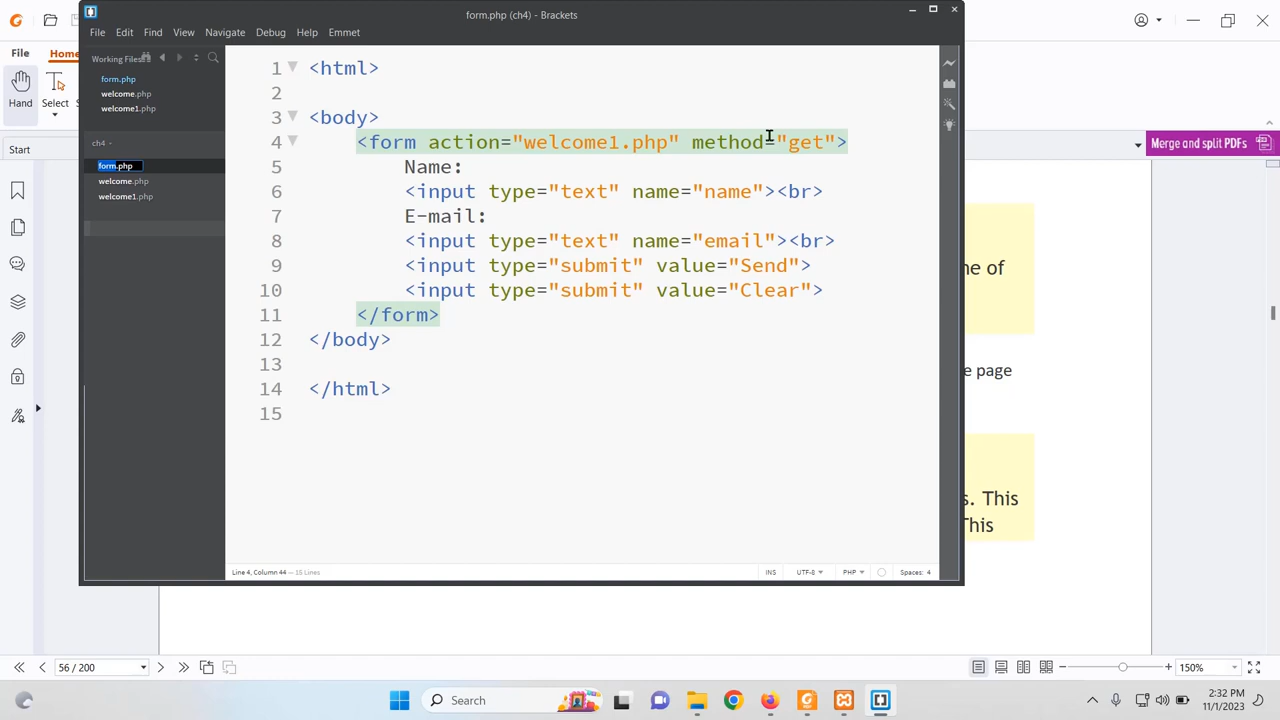 form.php (ch4) - Brackets
File Edit Find View Navigate Debug Help Emmet
Working Files
form.php
welcome.php
welcome1.php
ch4 -
form.php
welcome.php
welcome1.php
1 <html>
2
3 <body>
4 <form action="welcome1.php" method="get">
5 Name:
6 <input type="text" name="name"><br>
7 E-mail:
8 <input type="text" name="email"><br>
9 <input type="submit" value="Send">
10 <input type="submit" value="Clear">
11 </form>
12 </body>
13
14 </html>
15
Line 4, Column 44 — 15 Lines
INS UTF-8 PHP Spaces: 4
File Home
Hand Select
Start
Merge and split PDFs
ne of
e page
s. This
This
56 / 200
150%
Search
2:32 PM
11/1/2023